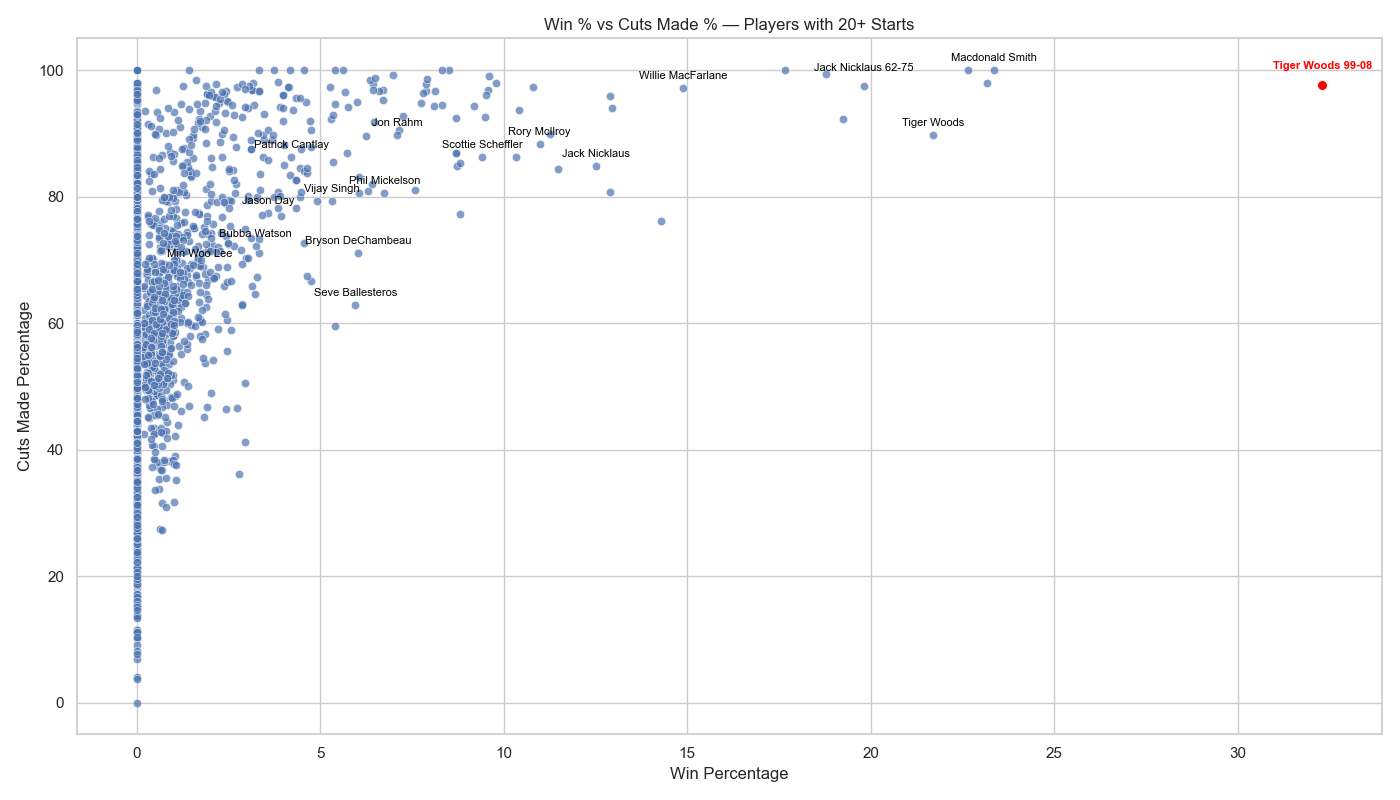 Win % vs Cuts Made % — Players with 20+ Starts
Macdonald Smith
Tiger Woods 99-08
Jack Nicklaus 62-75
Willie MacFarlane
Jon Rahm
Tiger Woods
Rory McIlroy
Patrick Cantlay
Scottie Scheffler
Jack Nicklaus
Phil Mickelson
Vijay Singh
Jason Day
Bubba Watson
Bryson DeChambeau
Min Woo Lee
Seve Ballesteros
Cuts Made Percentage
100
80
60
40
20
0
0 5 10 15 20 25 30
Win Percentage